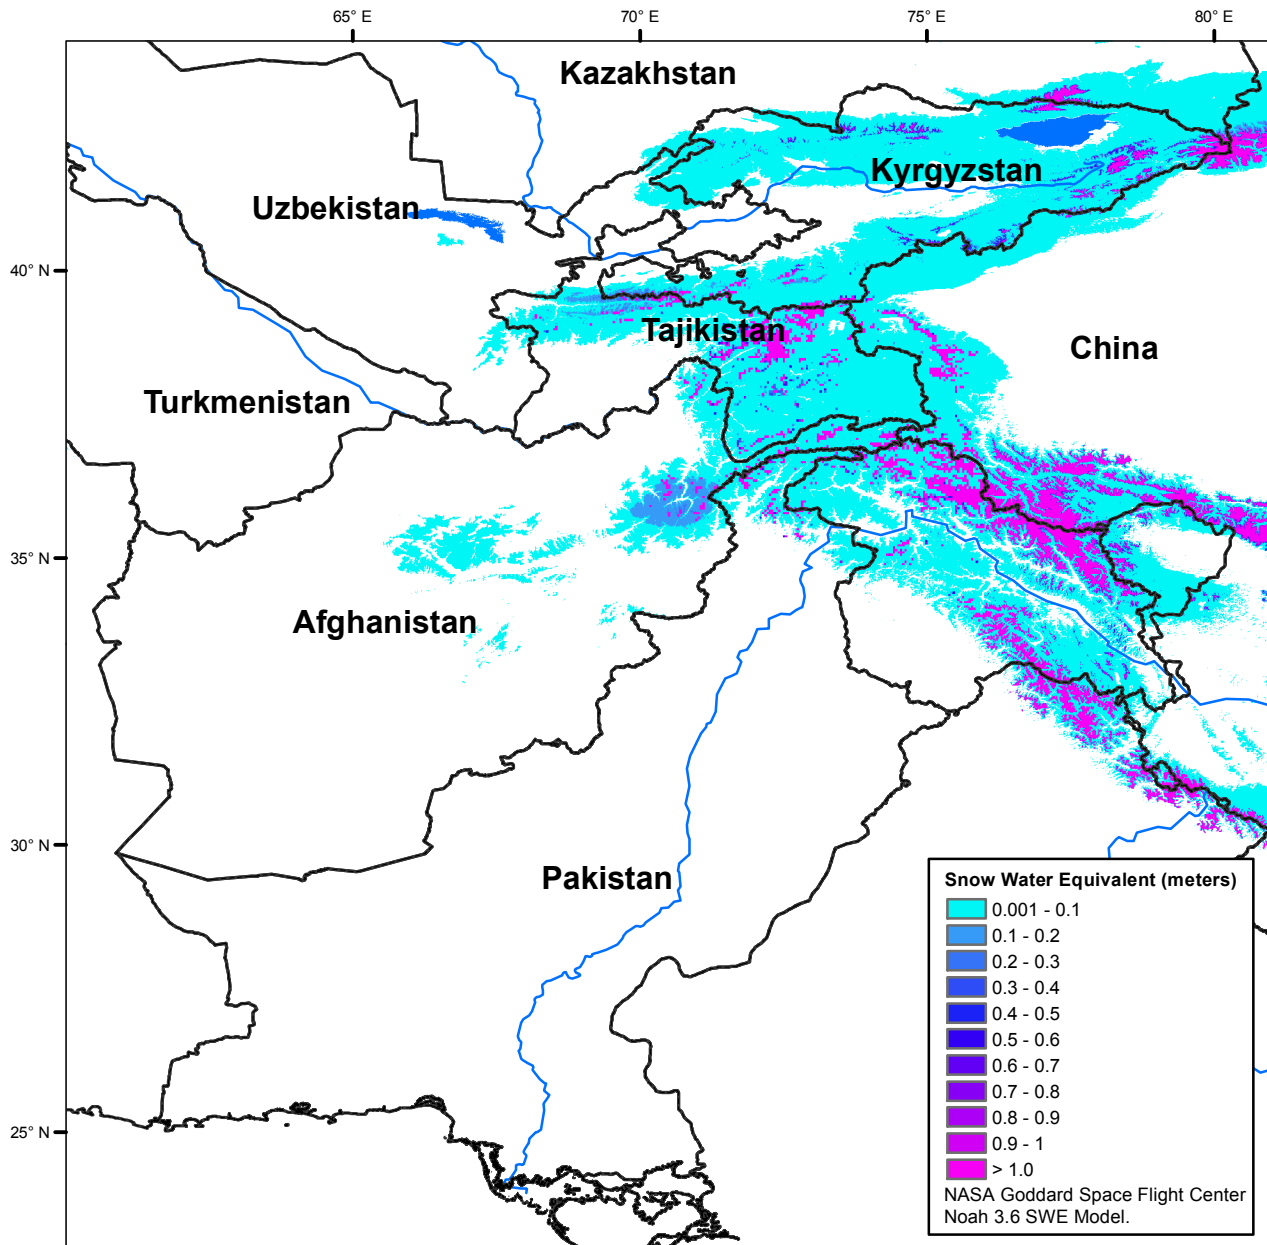 65° E
70° E
75° E
80° E
Kazakhstan
Kyrgyzstan
Uzbekistan
40° N
Tajikistan
China
Turkmenistan
35° N
Afghanistan
30° N
Pakistan
Snow Water Equivalent (meters)
0.001 - 0.1
0.1 - 0.2
0.2 - 0.3
0.3 - 0.4
0.4 - 0.5
0.5 - 0.6
0.6 - 0.7
0.7 - 0.8
0.8 - 0.9
0.9 - 1
> 1.0
NASA Goddard Space Flight Center
Noah 3.6 SWE Model.
25° N